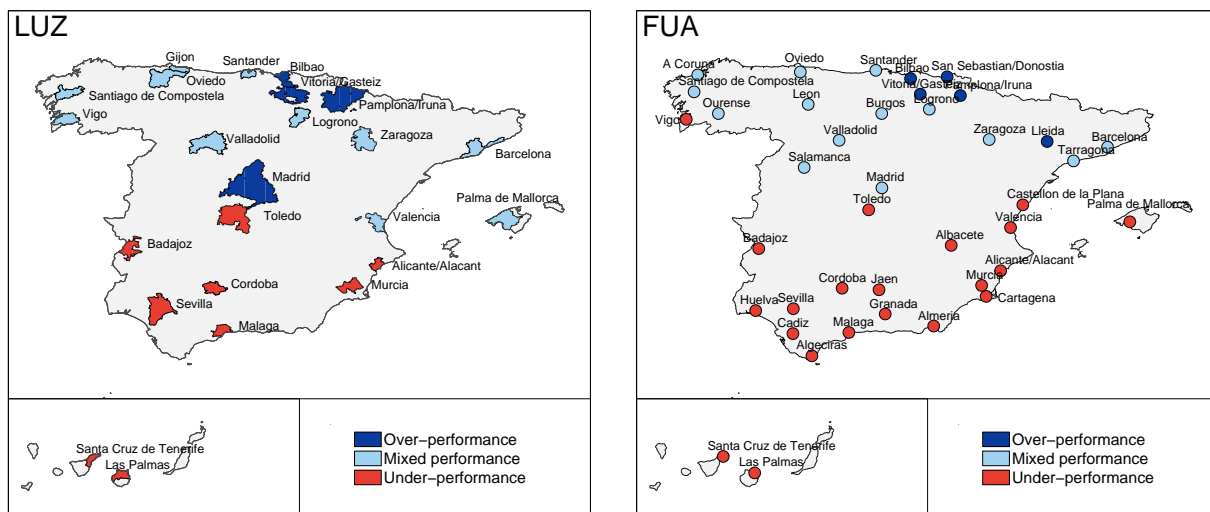 LUZ
Gijon
Oviedo
Santander
Bilbao
Vitoria/Gasteiz
Santiago de Compostela
Pamplona/Iruna
Vigo
Logrono
Valladolid
Zaragoza
Barcelona
Madrid
Palma de Mallorca
Toledo
Valencia
Badajoz
Alicante/Alacant
Cordoba
Murcia
Sevilla
Malaga
Santa Cruz de Tenerife
Las Palmas
Over−performance
Mixed performance
Under−performance
FUA
Oviedo
Santander
A Coruna
Bilbao
San Sebastian/Donostia
Santiago de Compostela
Vitoria/Gasteiz
Pamplona/Iruna
Leon
Ourense
Burgos
Logrono
Vigo
Valladolid
Zaragoza
Lleida
Barcelona
Tarragona
Salamanca
Madrid
Toledo
Castellon de la Plana
Palma de Mallorca
Valencia
Badajoz
Albacete
Alicante/Alacant
Cordoba
Jaen
Murcia
Cartagena
Huelva
Sevilla
Granada
Cadiz
Malaga
Almeria
Algeciras
Santa Cruz de Tenerife
Las Palmas
Over−performance
Mixed performance
Under−performance